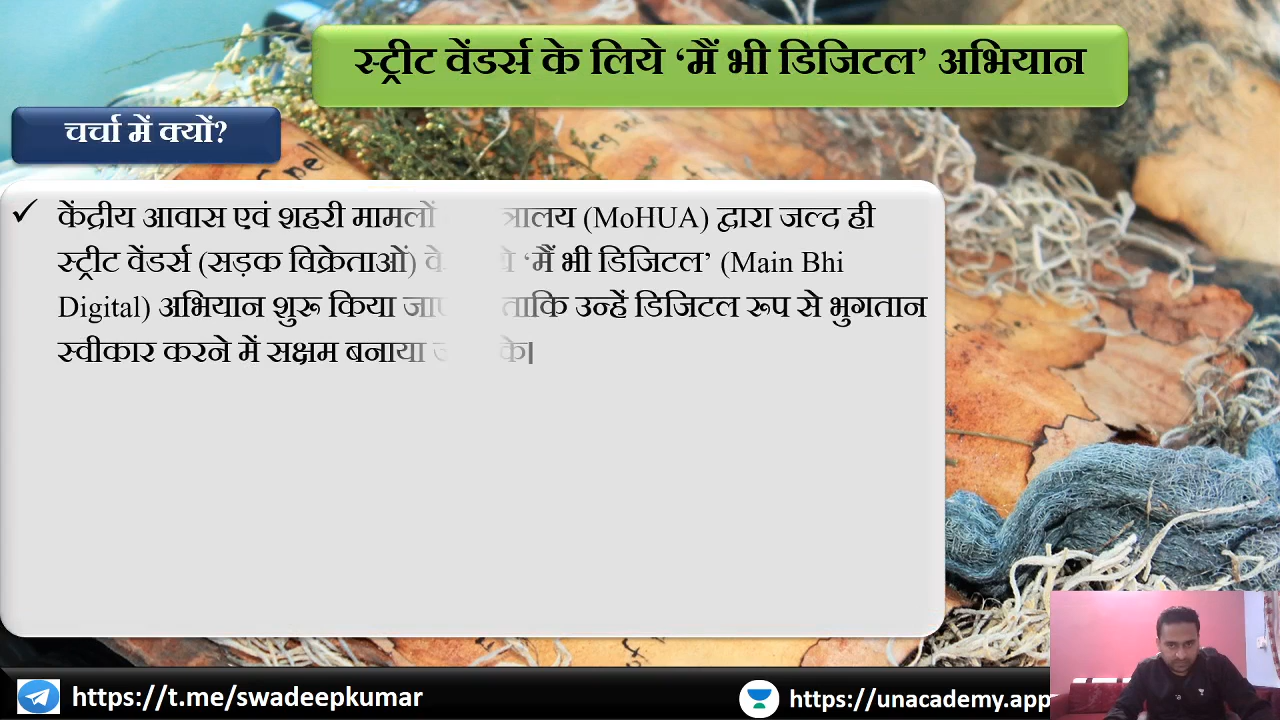 स्ट्रीट वेंडर्स के लिये ‘मैं भी डिजिटल’ अभियान
चर्चा में क्यों?
✓ केंद्रीय आवास एवं शहरी मामलों (MoHUA) द्वारा जल्द ही
स्ट्रीट वेंडर्स (सड़क विक्रेताओं) ‘मैं भी डिजिटल’ (Main Bhi
Digital) अभियान शुरू किया ताकि उन्हें डिजिटल रूप से भुगतान
स्वीकार करने में सक्षम बनाया
https://t.me/swadeepkumar
https://unacademy.app